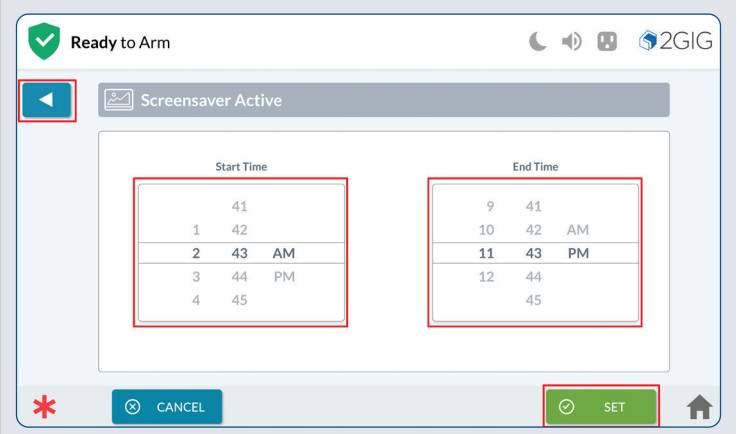 Ready to Arm
2GIG
Screensaver Active
Start Time
End Time
41
1 42
2 43 AM
3 44 PM
4 45
9 41
10 42 AM
11 43 PM
12 44
45
CANCEL
SET